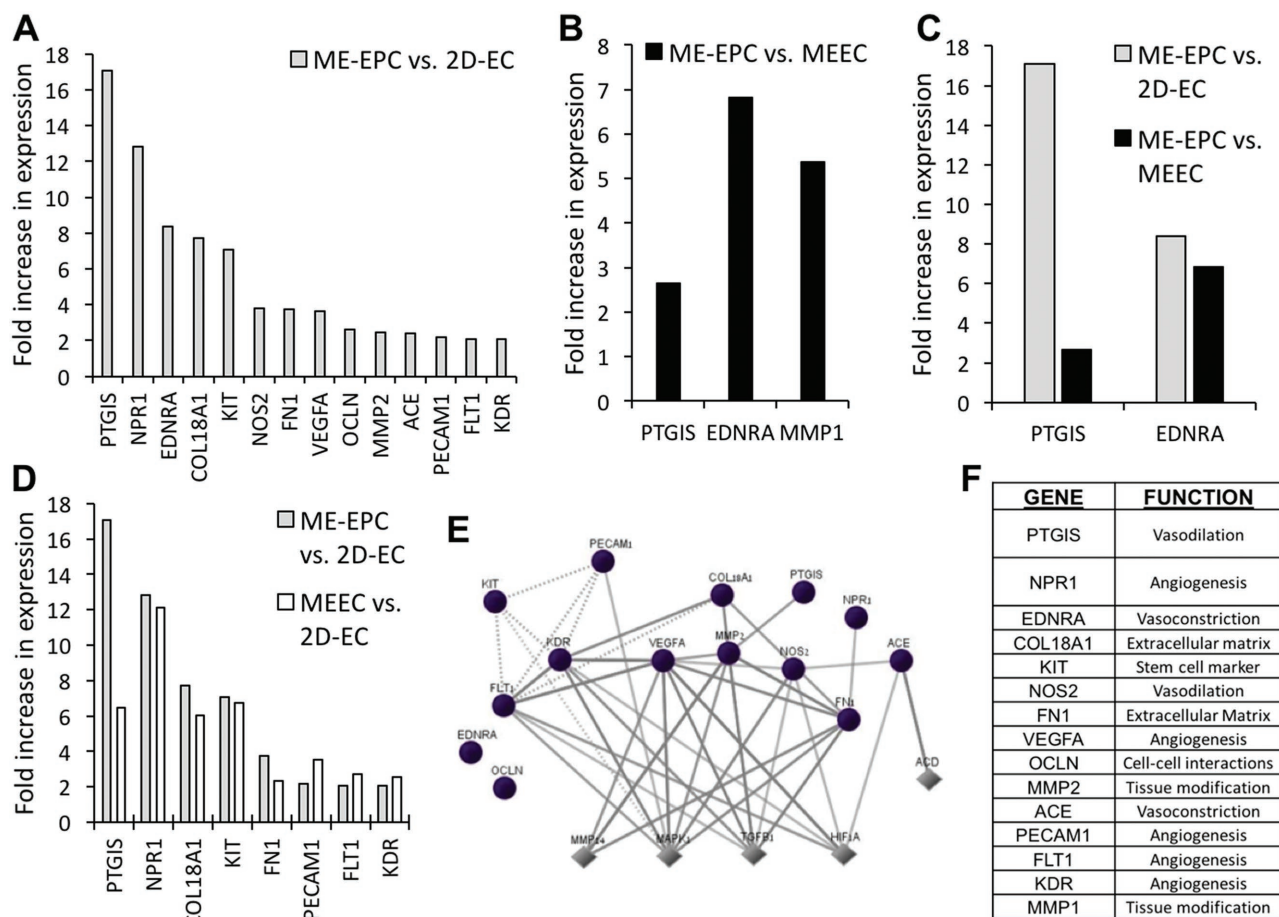 A
Fold increase in expression
18
16
14
12
10
8
6
4
2
0
ME-EPC vs. 2D-EC
PTGIS
NPR1
EDNRA
COL18A1
KIT
NOS2
FN1
VEGFA
OCLN
MMP2
ACE
PECAM1
FLT1
KDR
B
Fold increase in expression
8
7
6
5
4
3
2
1
0
ME-EPC vs. MEEC
PTGIS EDNRA MMP1
C
Fold increase in expression
18
16
14
12
10
8
6
4
2
0
ME-EPC vs.
2D-EC
ME-EPC vs.
MEEC
PTGIS EDNRA
D
Fold increase in expression
18
16
14
12
10
8
6
4
2
0
ME-EPC
vs. 2D-EC
MEEC vs.
2D-EC
PTGIS
NPR1
COL18A1
KIT
FN1
PECAM1
FLT1
KDR
E
PECAM1
KIT
COL18A1
PTGIS
NPR1
KDR
VEGFA
MMP2
NOS2
ACE
FLT1
FN1
EDNRA
OCLN
ACD
MMP14
MAPK1
TGFB1
HIF1A
F
GENE FUNCTION
PTGIS Vasodilation
NPR1 Angiogenesis
EDNRA Vasoconstriction
COL18A1 Extracellular matrix
KIT Stem cell marker
NOS2 Vasodilation
FN1 Extracellular Matrix
VEGFA Angiogenesis
OCLN Cell-cell interactions
MMP2 Tissue modification
ACE Vasoconstriction
PECAM1 Angiogenesis
FLT1 Angiogenesis
KDR Angiogenesis
MMP1 Tissue modification